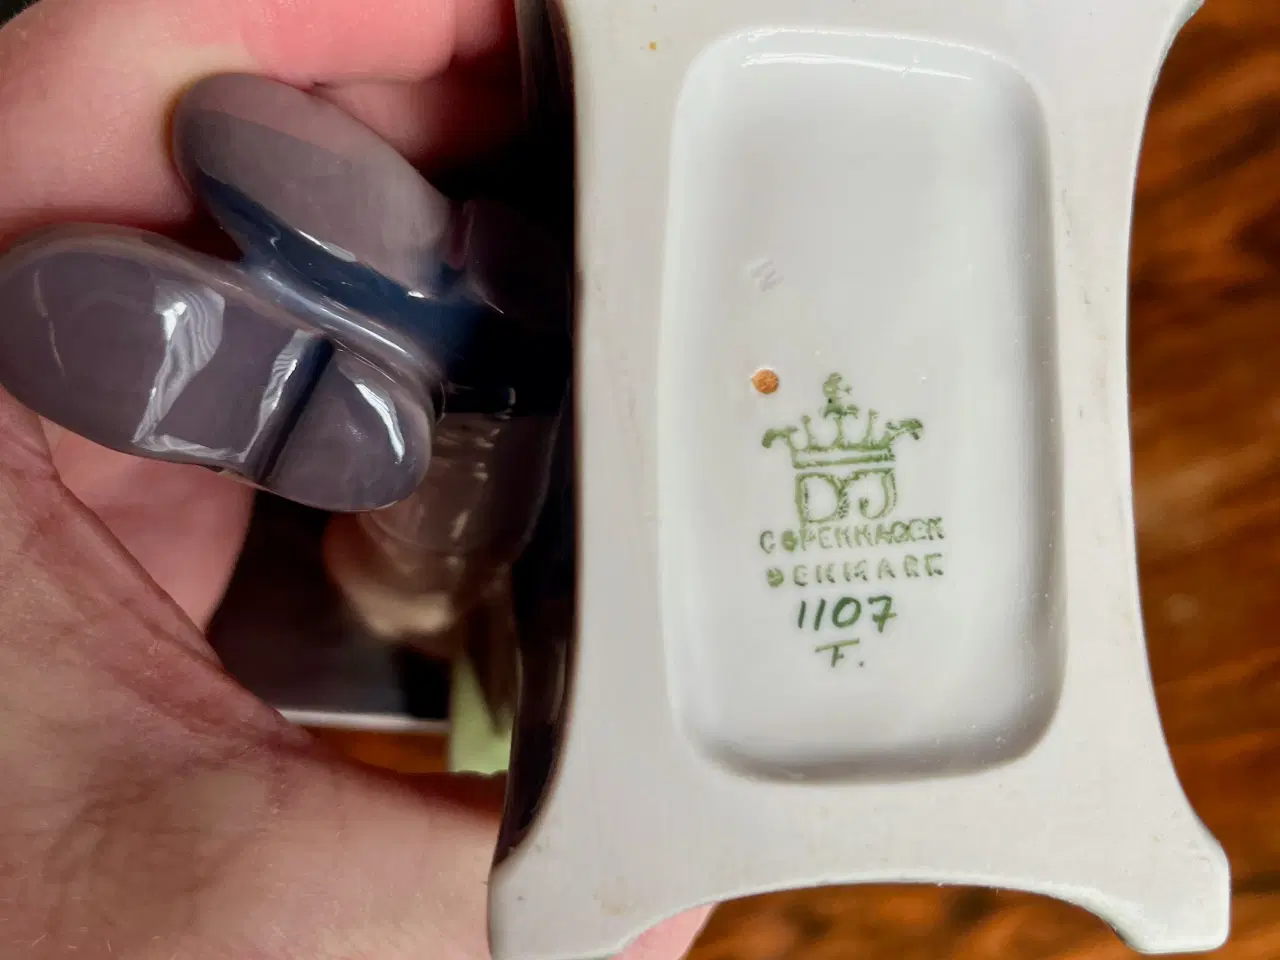 DJ
COPENHAGEN
DENMARK
1107
F.